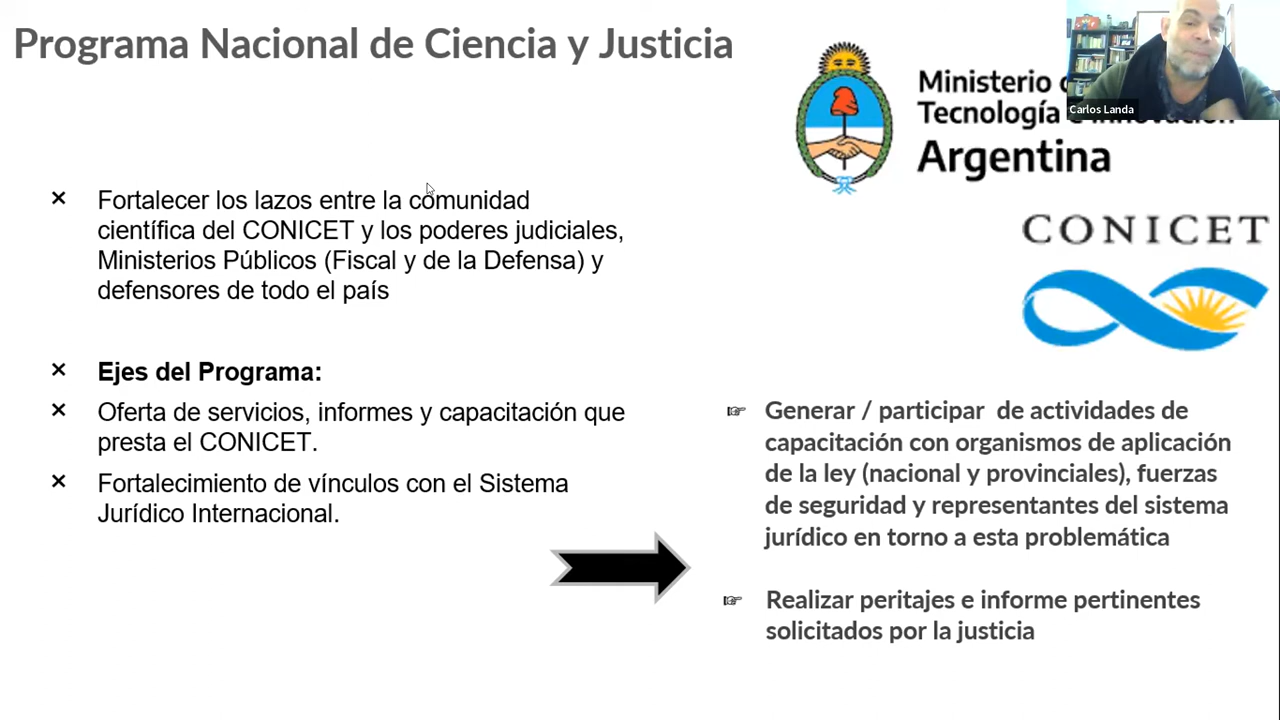 Programa Nacional de Ciencia y Justicia
Ministerio
Tecnología e Innovación
Argentina
Carlos Landa
CONICET
Fortalecer los lazos entre la comunidad
científica del CONICET y los poderes judiciales,
Ministerios Públicos (Fiscal y de la Defensa) y
defensores de todo el país
Ejes del Programa:
Oferta de servicios, informes y capacitación que
presta el CONICET.
Fortalecimiento de vínculos con el Sistema
Jurídico Internacional.
Generar / participar  de actividades de
capacitación con organismos de aplicación
de la ley (nacional y provinciales), fuerzas
de seguridad y representantes del sistema
jurídico en torno a esta problemática
Realizar peritajes e informe pertinentes
solicitados por la justicia